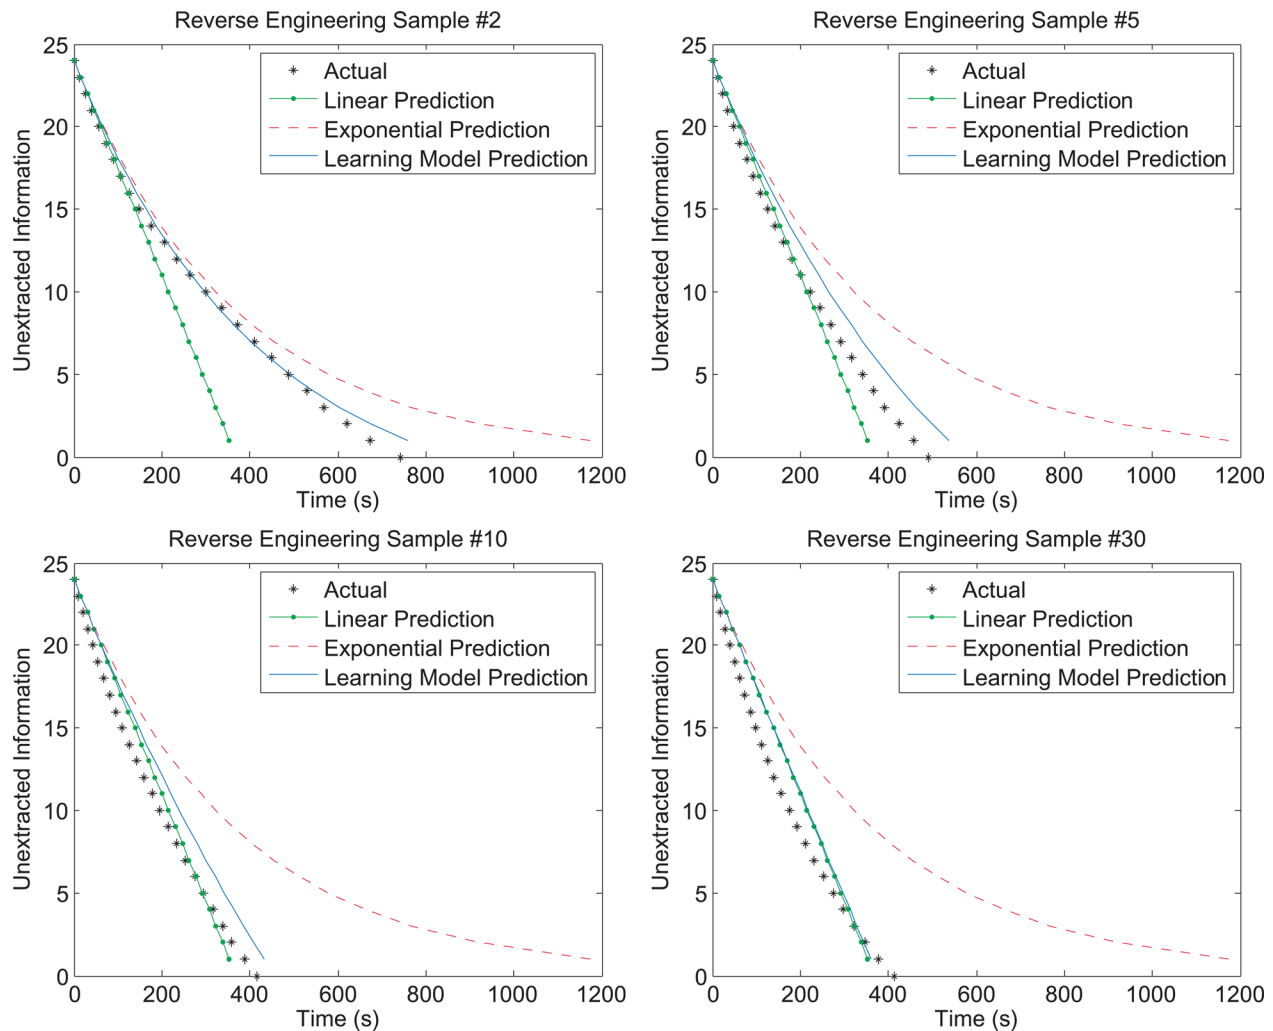 Reverse Engineering Sample #2
25
20
15
10
5
0
Unextracted Information
Actual
Linear Prediction
Exponential Prediction
Learning Model Prediction
0 200 400 600 800 1000 1200
Time (s)
Reverse Engineering Sample #5
25
20
15
10
5
0
Unextracted Information
Actual
Linear Prediction
Exponential Prediction
Learning Model Prediction
0 200 400 600 800 1000 1200
Time (s)
Reverse Engineering Sample #10
25
20
15
10
5
0
Unextracted Information
Actual
Linear Prediction
Exponential Prediction
Learning Model Prediction
0 200 400 600 800 1000 1200
Time (s)
Reverse Engineering Sample #30
25
20
15
10
5
0
Unextracted Information
Actual
Linear Prediction
Exponential Prediction
Learning Model Prediction
0 200 400 600 800 1000 1200
Time (s)